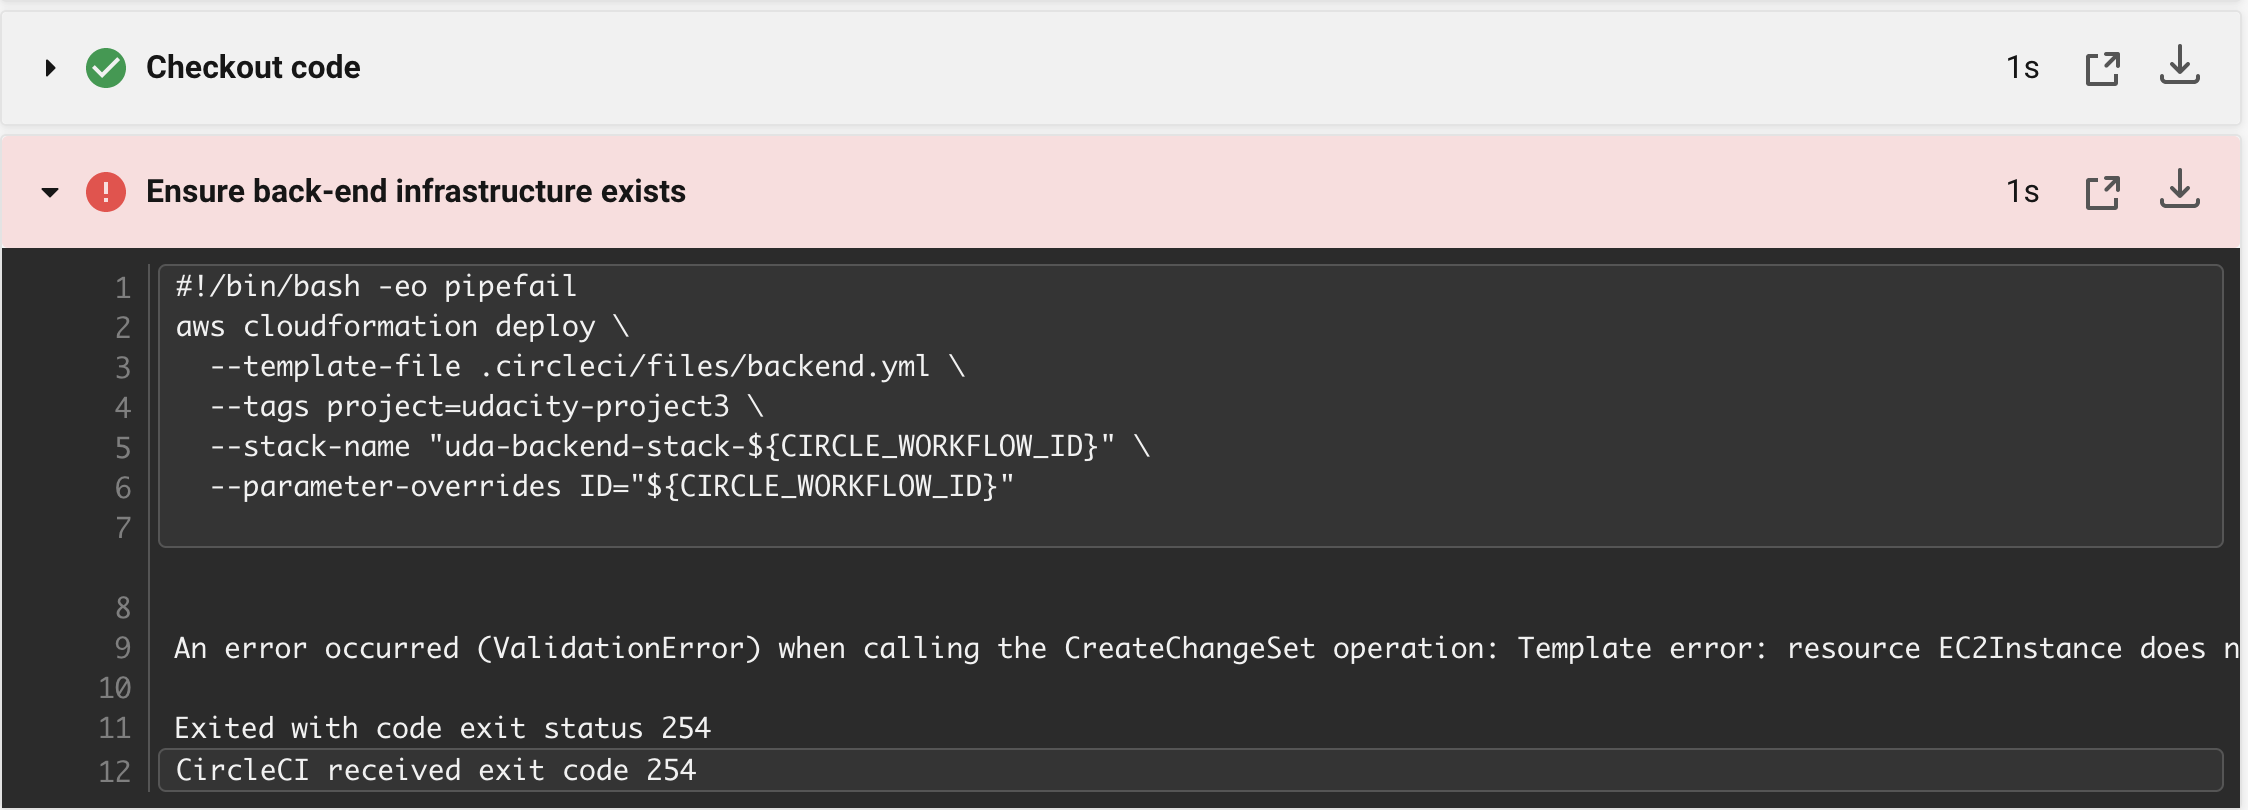 Checkout code 1s
Ensure back-end infrastructure exists 1s
1 #!/bin/bash -eo pipefail
2 aws cloudformation deploy \
3   --template-file .circleci/files/backend.yml \
4   --tags project=udacity-project3 \
5   --stack-name "uda-backend-stack-${CIRCLE_WORKFLOW_ID}" \
6   --parameter-overrides ID="${CIRCLE_WORKFLOW_ID}"
7
8
9 An error occurred (ValidationError) when calling the CreateChangeSet operation: Template error: resource EC2Instance does n
10
11 Exited with code exit status 254
12 CircleCI received exit code 254